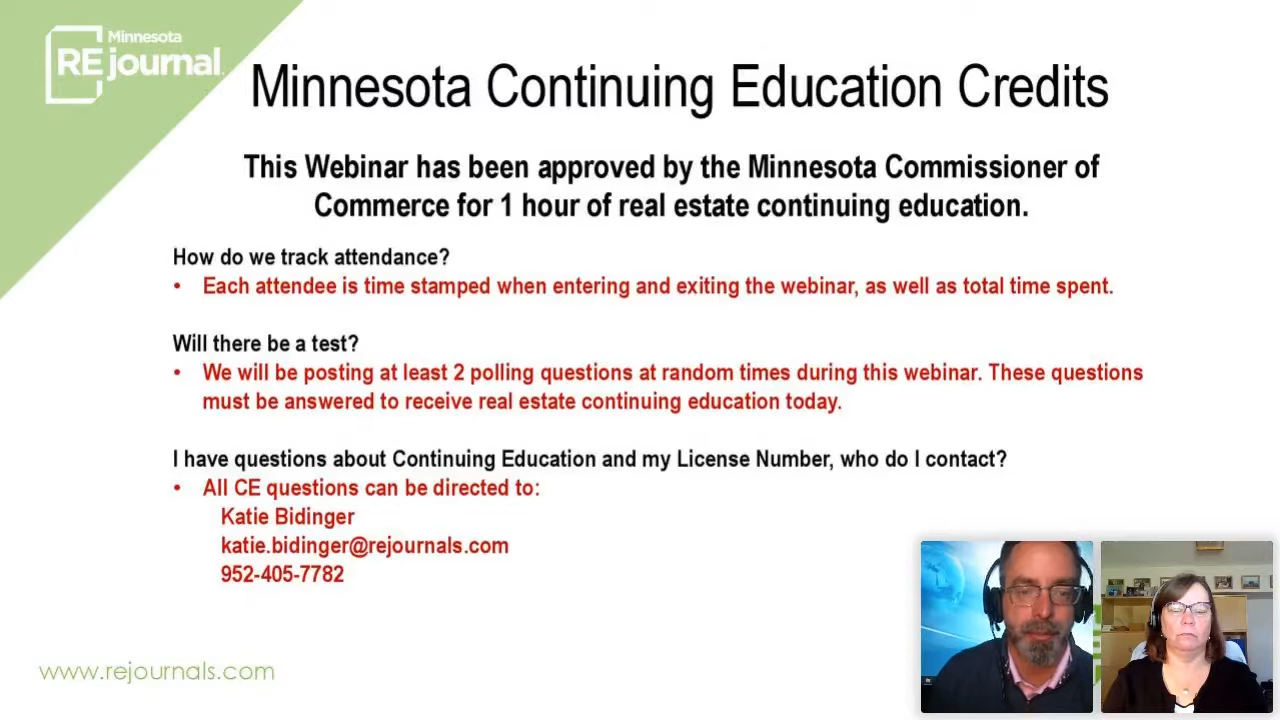 Minnesota
REjournal
Minnesota Continuing Education Credits
This Webinar has been approved by the Minnesota Commissioner of
Commerce for 1 hour of real estate continuing education.
How do we track attendance?
• Each attendee is time stamped when entering and exiting the webinar, as well as total time spent.
Will there be a test?
• We will be posting at least 2 polling questions at random times during this webinar. These questions
must be answered to receive real estate continuing education today.
I have questions about Continuing Education and my License Number, who do I contact?
• All CE questions can be directed to:
Katie Bidinger
katie.bidinger@rejournals.com
952-405-7782
www.rejournals.com